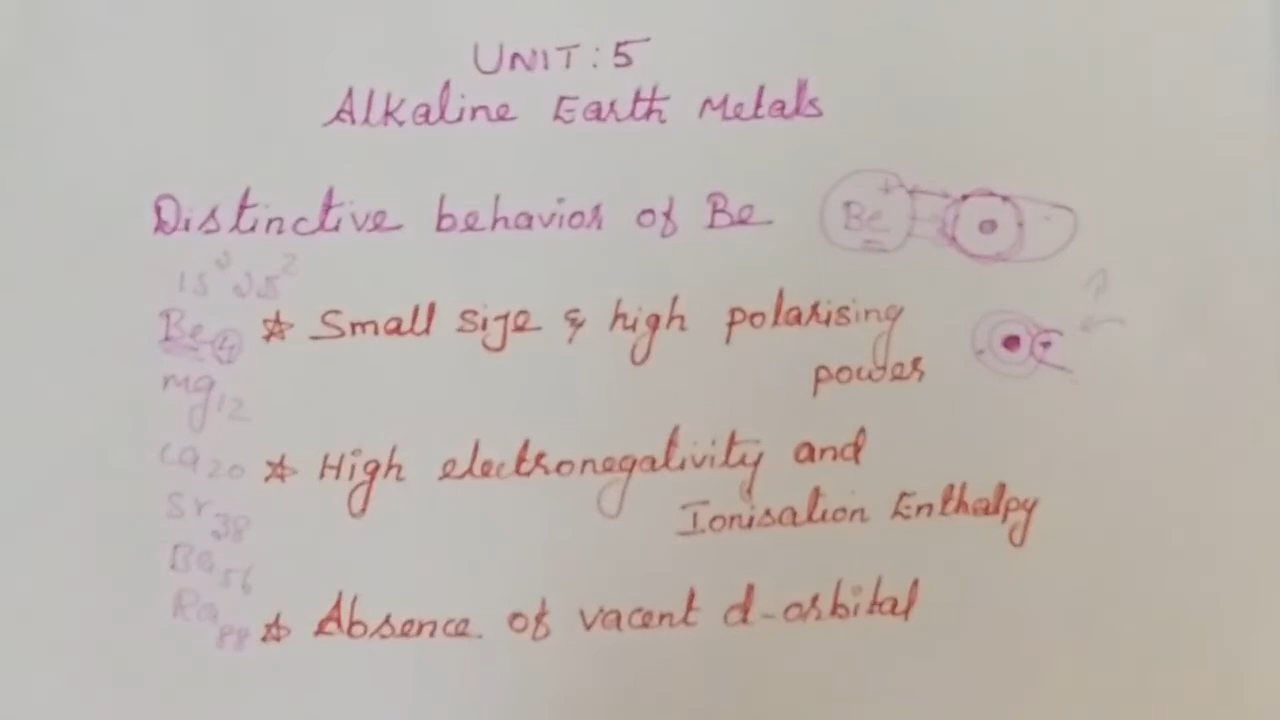 UNIT : 5
Alkaline Earth Metals
Distinctive behavior of Be
Be
1s² 2s²
Be 4
☆ Small size & high polarising
power
mg 12
Ca 20
☆ High electronegativity and
Ionisation Enthalpy
Sr 38
Ba 56
Ra 88
☆ Absence of vacent d-orbital